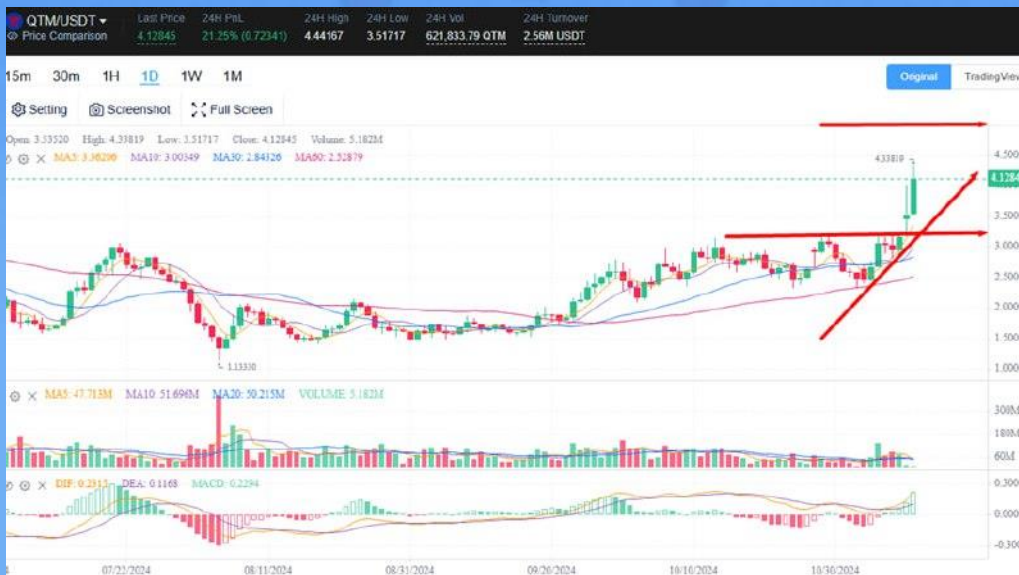 QTM/USDT Last Price 24H PnL 24H High 24H Low 24H Vol 24H Turnover
Price Comparison 4.12845 21.25% (0.72341) 4.44167 3.51717 621,833.79 QTM 2.56M USDT
15m 30m 1H 1D 1W 1M Original TradingView
Setting Screenshot Full Screen
Open: 3.53520 High: 4.33819 Low: 3.51717 Close: 4.12845 Volume: 5.182M
MA5: 3.36296 MA10: 3.00349 MA30: 2.84326 MA60: 2.52879
4.33819
4.500
4.1284
3.500
3.000
2.500
2.000
1.500
1.13330
1.000
MA5: 47.713M MA10: 51.696M MA20: 50.215M VOLUME: 5.182M
300M
180M
60M
DIF: 0.2315 DEA: 0.1168 MACD: 0.2294
0.300
0.000
-0.300
07/22/2024 08/11/2024 08/31/2024 09/20/2024 10/10/2024 10/30/2024